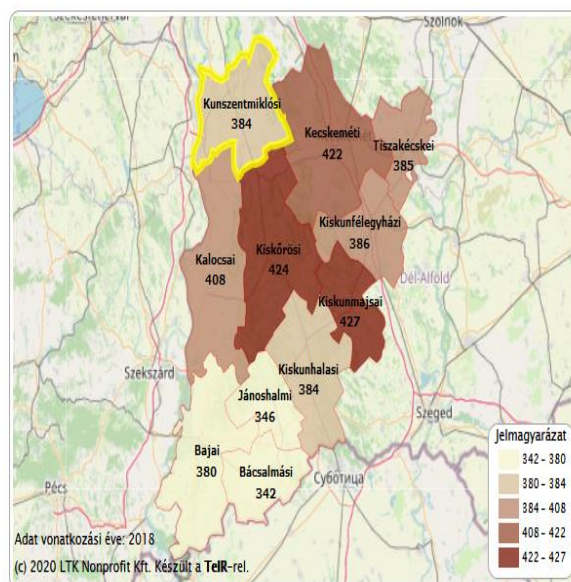 Szolnok
Kunszentmiklósi
384
Kecskeméti
422
Tiszakécskei
385
Kiskunfélegyházi
386
Kalocsai
408
Kiskőrösi
424
Dél-Alföld
Kiskunmajsai
427
Kiskunhalasi
384
Szekszárd
Jánoshalmi
346
Szeged
Bajai
380
Bácsalmási
342
Суботица
Pécs
Jelmagyarázat
342 - 380
380 - 384
384 - 408
408 - 422
422 - 427
Adat vonatkozási éve: 2018
(c) 2020 LTK Nonprofit Kft. Készült a TeIR-rel.